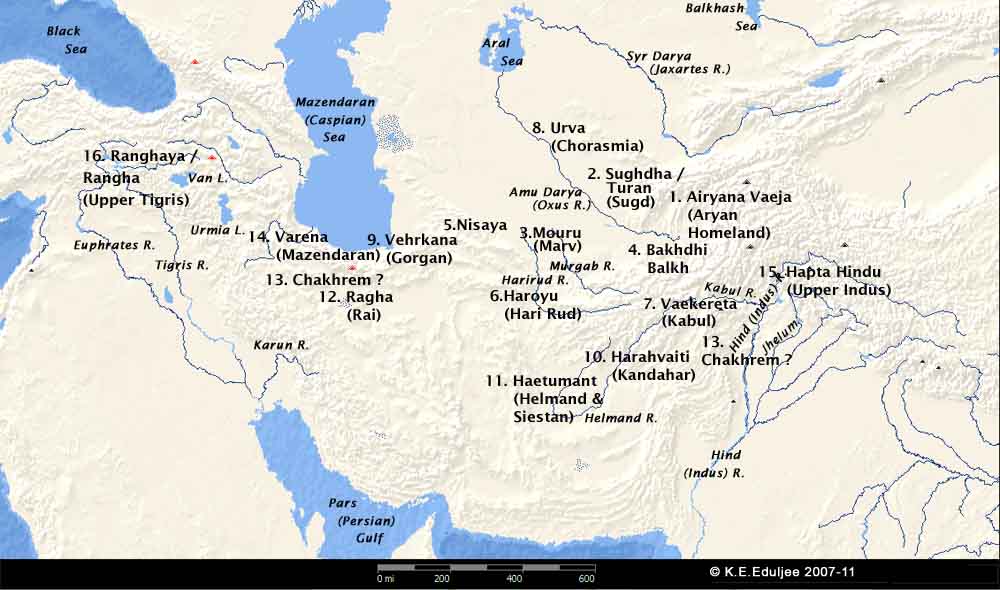 Black
Sea
Balkhash
Sea
Aral
Sea
Syr Darya
(Jaxartes R.)
Mazendaran
(Caspian)
Sea
8. Urva
(Chorasmia)
16. Ranghaya /
Rangha
(Upper Tigris)
Van L.
2. Sughdha /
Turan
(Sugd)
Amu Darya
(Oxus R.)
1. Airyana Vaeja
(Aryan
Homeland)
Urmia L.
5.Nisaya
3.Mouru
(Marv)
14. Varena
(Mazendaran)
9. Vehrkana
(Gorgan)
Euphrates R.
Tigris R.
4. Bakhdhi
Balkh
Murgab R.
Harirud R.
13. Chakhrem ?
12. Ragha
(Rai)
6.Haroyu
(Hari Rud)
Kabul R.
15. Hapta Hindu
(Upper Indus)
7. Vaekereta
(Kabul)
Hind (Indus) R.
Jhelum
13.
Chakhrem ?
Karun R.
10. Harahvaiti
(Kandahar)
11. Haetumant
(Helmand &
Siestan)
Helmand R.
Hind
(Indus) R.
Pars
(Persian)
Gulf
0 mi 200 400 600
© K.E.Eduljee 2007-11